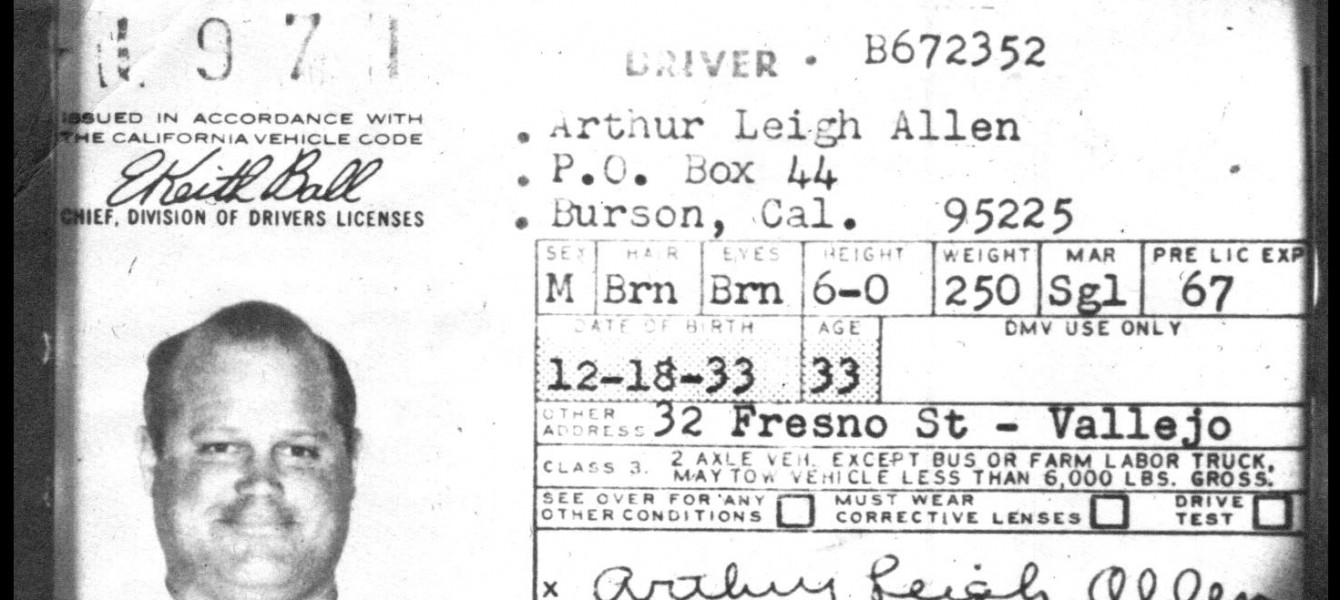 1971
ISSUED IN ACCORDANCE WITH
THE CALIFORNIA VEHICLE CODE
E Keith Ball
CHIEF, DIVISION OF DRIVERS LICENSES
DRIVER · B672352
Arthur Leigh Allen
P.O. Box 44
Burson, Cal. 95225
SEX HAIR EYES HEIGHT WEIGHT MAR PRE LIC EXP
M Brn Brn 6-0 250 Sgl 67
DATE OF BIRTH AGE DMV USE ONLY
12-18-33 33
OTHER ADDRESS 32 Fresno St - Vallejo
CLASS 3. 2 AXLE VEH. EXCEPT BUS OR FARM LABOR TRUCK,
MAY TOW VEHICLE LESS THAN 6,000 LBS. GROSS.
SEE OVER FOR ANY MUST WEAR DRIVE
OTHER CONDITIONS CORRECTIVE LENSES TEST
x Arthur Leigh Allen